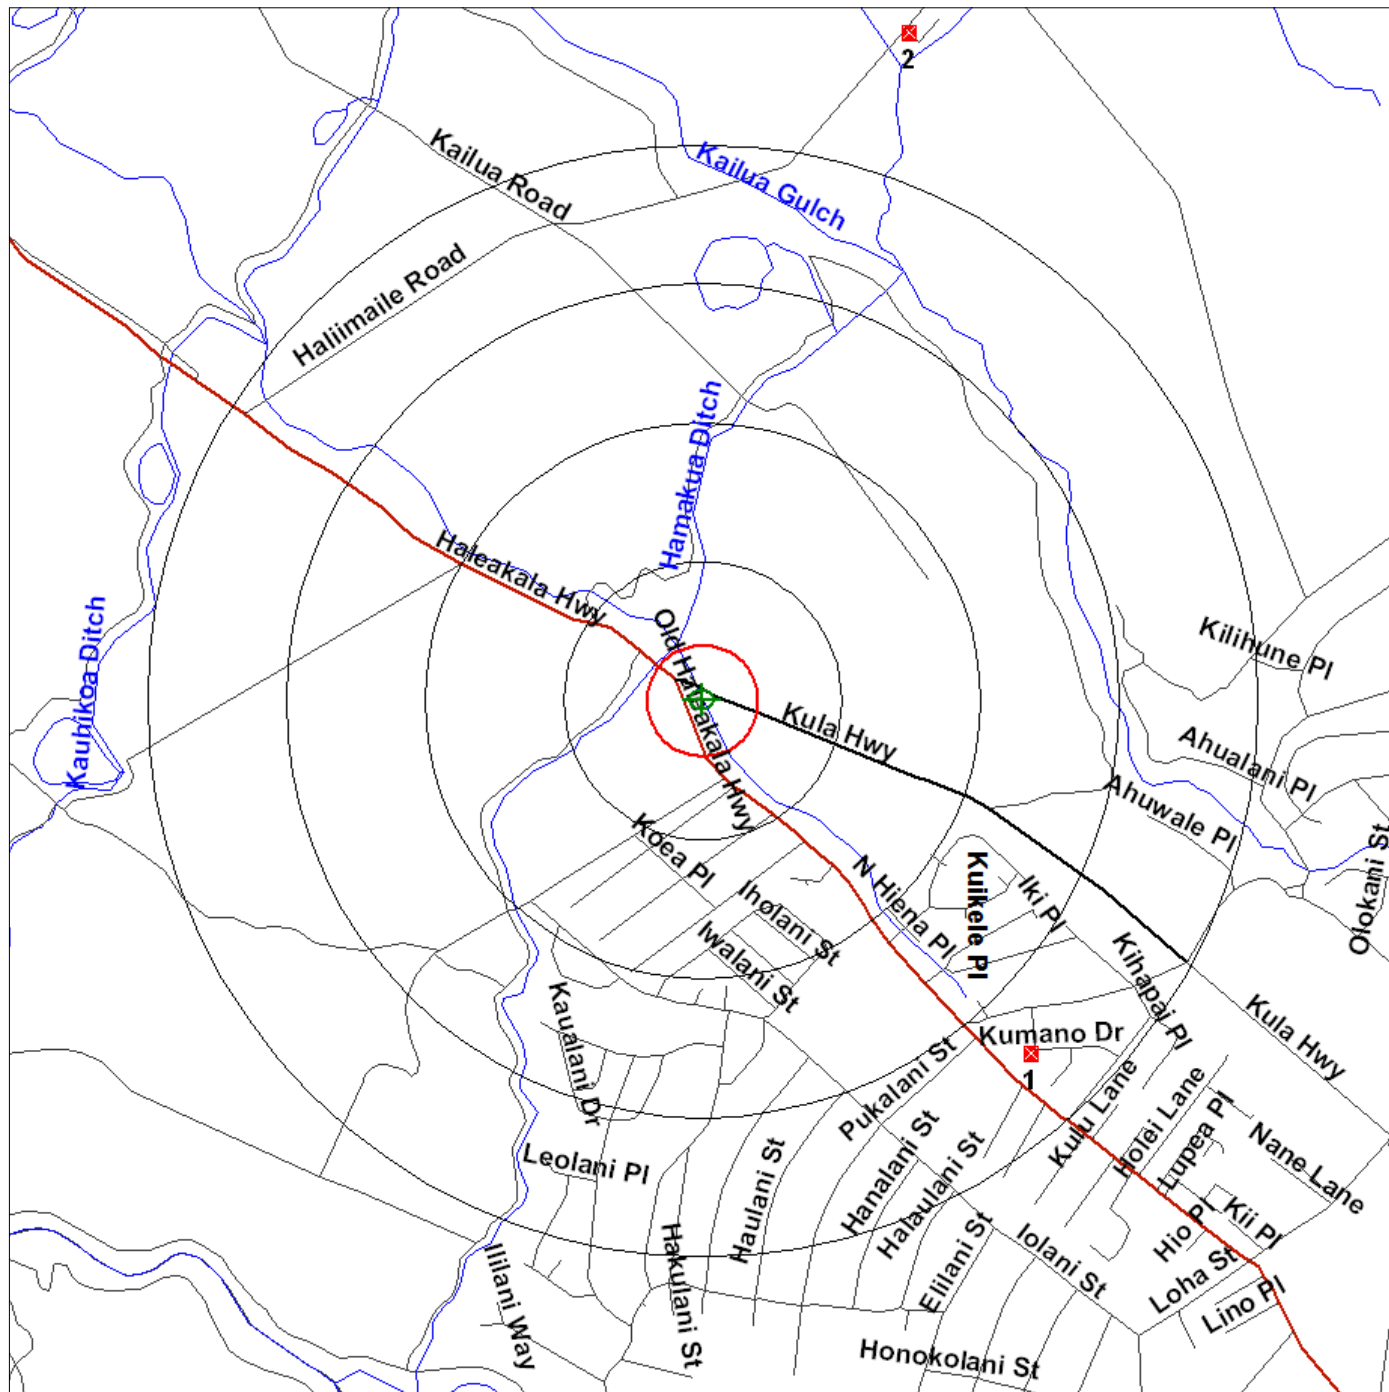 2
Kailua Road
Kailua Gulch
Haliimaile Road
Hamakua Ditch
Haleakala Hwy
Kauhikoa Ditch
Old Haleakala Hwy
Kilihune Pl
Kula Hwy
Ahualani Pl
Ahuwale Pl
Olokani St
Koea Pl
Iholani St
Iwalani St
N Hiena Pl
Kuikele Pl
Iki Pl
Kihapai Pl
Kula Hwy
Kaualani Dr
Kumano Dr
1
Pukalani St
Kulu Lane
Holei Lane
Lupea Pl
Nane Lane
Leolani Pl
Haulani St
Hanalani St
Halaulani St
Hakulani St
Iliilani Way
Eliilani St
Iolani St
Hio Pl
Kii Pl
Loha St
Lino Pl
Honokolani St